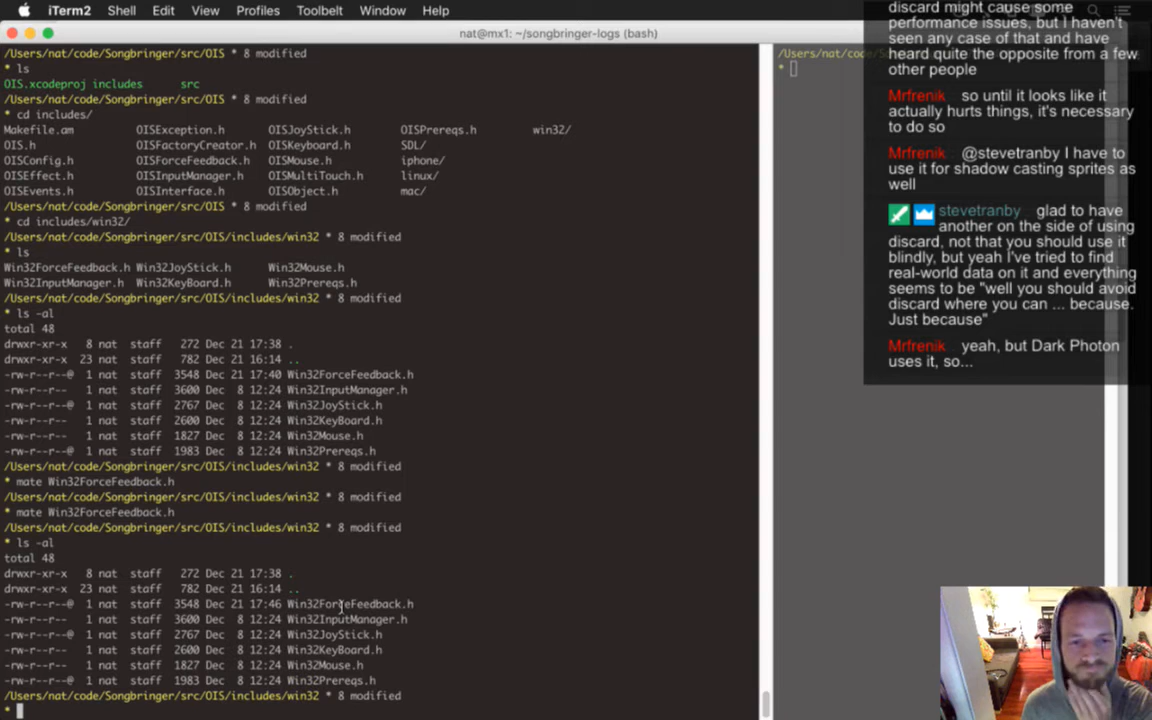 iTerm2 Shell Edit View Profiles Toolbelt Window Help
nat@mx1: ~/songbringer-logs (bash)
/Users/nat/code/Songbringer/src/OIS * 8 modified
* ls
OIS.xcodeproj includes src
/Users/nat/code/Songbringer/src/OIS * 8 modified
* cd includes/
Makefile.am OISException.h OISJoyStick.h OISPrereqs.h win32/
OIS.h OISFactoryCreator.h OISKeyboard.h SDL/
OISConfig.h OISForceFeedback.h OISMouse.h iphone/
OISEffect.h OISInputManager.h OISMultiTouch.h linux/
OISEvents.h OISInterface.h OISObject.h mac/
/Users/nat/code/Songbringer/src/OIS * 8 modified
* cd includes/win32/
/Users/nat/code/Songbringer/src/OIS/includes/win32 * 8 modified
* ls
Win32ForceFeedback.h Win32JoyStick.h Win32Mouse.h
Win32InputManager.h Win32KeyBoard.h Win32Prereqs.h
/Users/nat/code/Songbringer/src/OIS/includes/win32 * 8 modified
* ls -al
total 48
drwxr-xr-x 8 nat staff 272 Dec 21 17:38 .
drwxr-xr-x 23 nat staff 782 Dec 21 16:14 ..
-rw-r--r--@ 1 nat staff 3548 Dec 21 17:40 Win32ForceFeedback.h
-rw-r--r-- 1 nat staff 3600 Dec 8 12:24 Win32InputManager.h
-rw-r--r--@ 1 nat staff 2767 Dec 8 12:24 Win32JoyStick.h
-rw-r--r-- 1 nat staff 2600 Dec 8 12:24 Win32KeyBoard.h
-rw-r--r-- 1 nat staff 1827 Dec 8 12:24 Win32Mouse.h
-rw-r--r--@ 1 nat staff 1983 Dec 8 12:24 Win32Prereqs.h
/Users/nat/code/Songbringer/src/OIS/includes/win32 * 8 modified
* mate Win32ForceFeedback.h
/Users/nat/code/Songbringer/src/OIS/includes/win32 * 8 modified
* mate Win32ForceFeedback.h
/Users/nat/code/Songbringer/src/OIS/includes/win32 * 8 modified
* ls -al
total 48
drwxr-xr-x 8 nat staff 272 Dec 21 17:38 .
drwxr-xr-x 23 nat staff 782 Dec 21 16:14 ..
-rw-r--r--@ 1 nat staff 3548 Dec 21 17:46 Win32ForceFeedback.h
-rw-r--r-- 1 nat staff 3600 Dec 8 12:24 Win32InputManager.h
-rw-r--r--@ 1 nat staff 2767 Dec 8 12:24 Win32JoyStick.h
-rw-r--r-- 1 nat staff 2600 Dec 8 12:24 Win32KeyBoard.h
-rw-r--r-- 1 nat staff 1827 Dec 8 12:24 Win32Mouse.h
-rw-r--r--@ 1 nat staff 1983 Dec 8 12:24 Win32Prereqs.h
/Users/nat/code/Songbringer/src/OIS/includes/win32 * 8 modified
*
/Users/nat/cod
*
discard might cause some
performance issues, but I haven't
seen any case of that and have
heard quite the opposite from a few
other people
Mrfrenik so until it looks like it
actually hurts things, it's necessary
to do so
Mrfrenik @stevetranby I have to
use it for shadow casting sprites as
well
stevetranby glad to have
another on the side of using
discard, not that you should use it
blindly, but yeah I've tried to find
real-world data on it and everything
seems to be "well you should avoid
discard where you can ... because.
Just because"
Mrfrenik yeah, but Dark Photon
uses it, so...